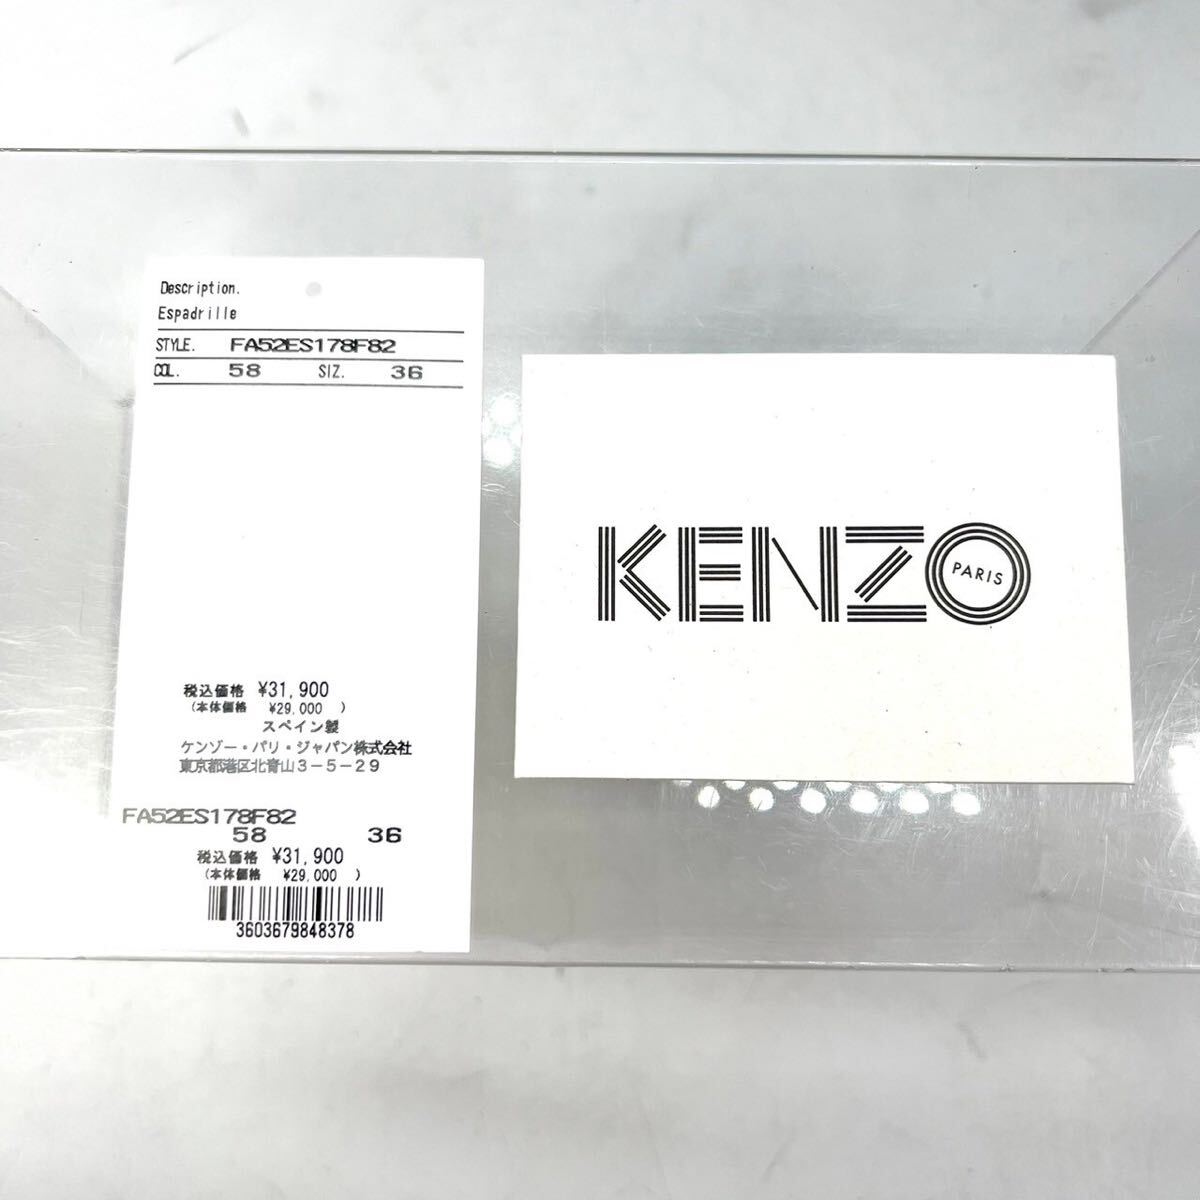 Description.
Espadrille
STYLE. FA52ES178F82
COL. 58 SIZ. 36
税込価格 ¥31,900
(本体価格 ¥29,000 )
スペイン製
ケンゾー・パリ・ジャパン株式会社
東京都港区北青山3-5-29
FA52ES178F82
58 36
税込価格 ¥31,900
(本体価格 ¥29,000 )
3603679848378
KENZO
PARIS